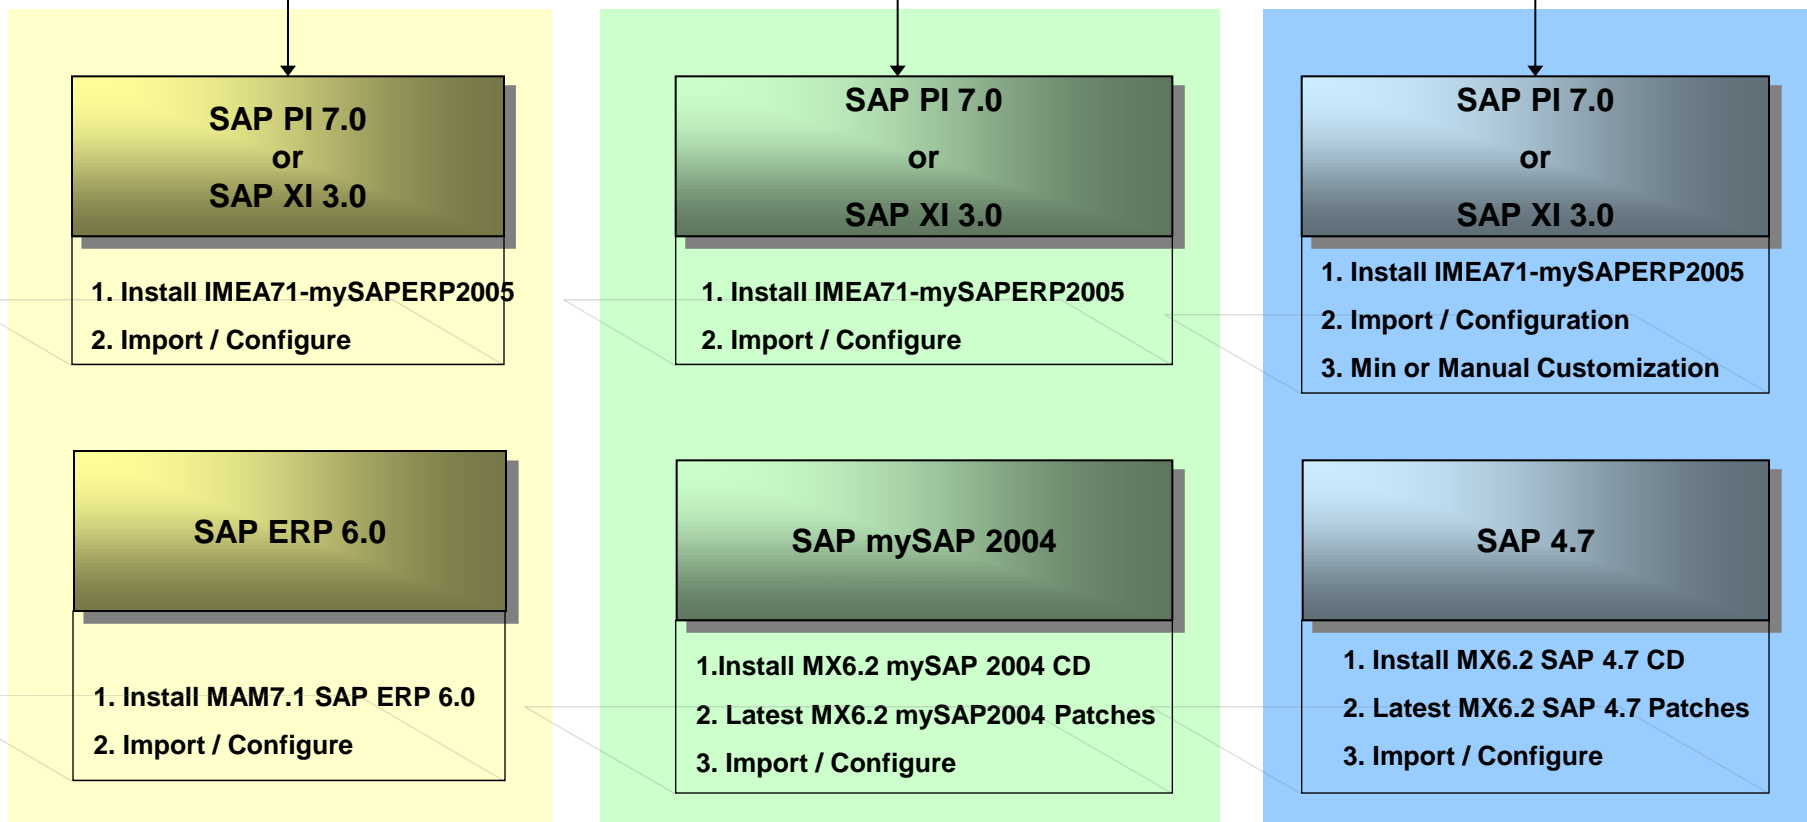 SAP PI 7.0
or
SAP XI 3.0
1. Install IMEA71-mySAPERP2005
2. Import / Configure
SAP ERP 6.0
1. Install MAM7.1 SAP ERP 6.0
2. Import / Configure
SAP PI 7.0
or
SAP XI 3.0
1. Install IMEA71-mySAPERP2005
2. Import / Configure
SAP mySAP 2004
1.Install MX6.2 mySAP 2004 CD
2. Latest MX6.2 mySAP2004 Patches
3. Import / Configure
SAP PI 7.0
or
SAP XI 3.0
1. Install IMEA71-mySAPERP2005
2. Import / Configuration
3. Min or Manual Customization
SAP 4.7
1. Install MX6.2 SAP 4.7 CD
2. Latest MX6.2 SAP 4.7 Patches
3. Import / Configure